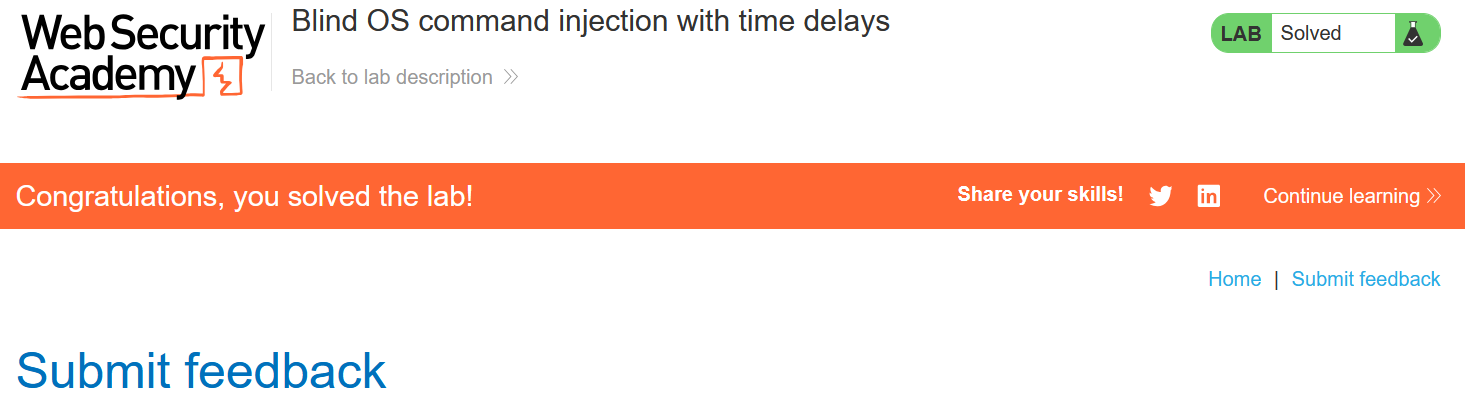 Web Security
Academy
Blind OS command injection with time delays
Back to lab description
LAB Solved
Congratulations, you solved the lab!
Share your skills!
Continue learning
Home | Submit feedback
Submit feedback